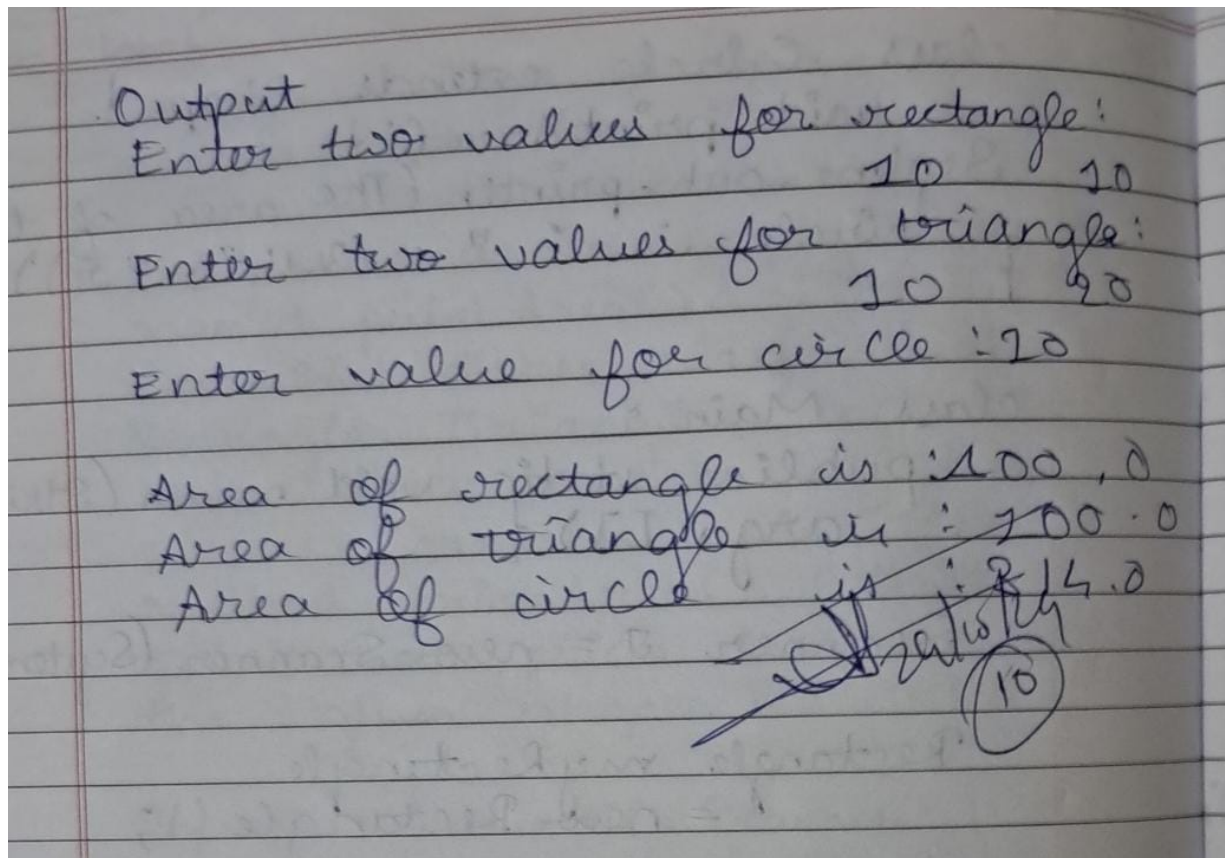 Output
Enter two values for rectangle:
10 10
Enter two values for triangle:
10 20
Enter value for circle : 10
Area of rectangle is : 100.0
Area of triangle is : 100.0
Area of circle is : 314.0
10